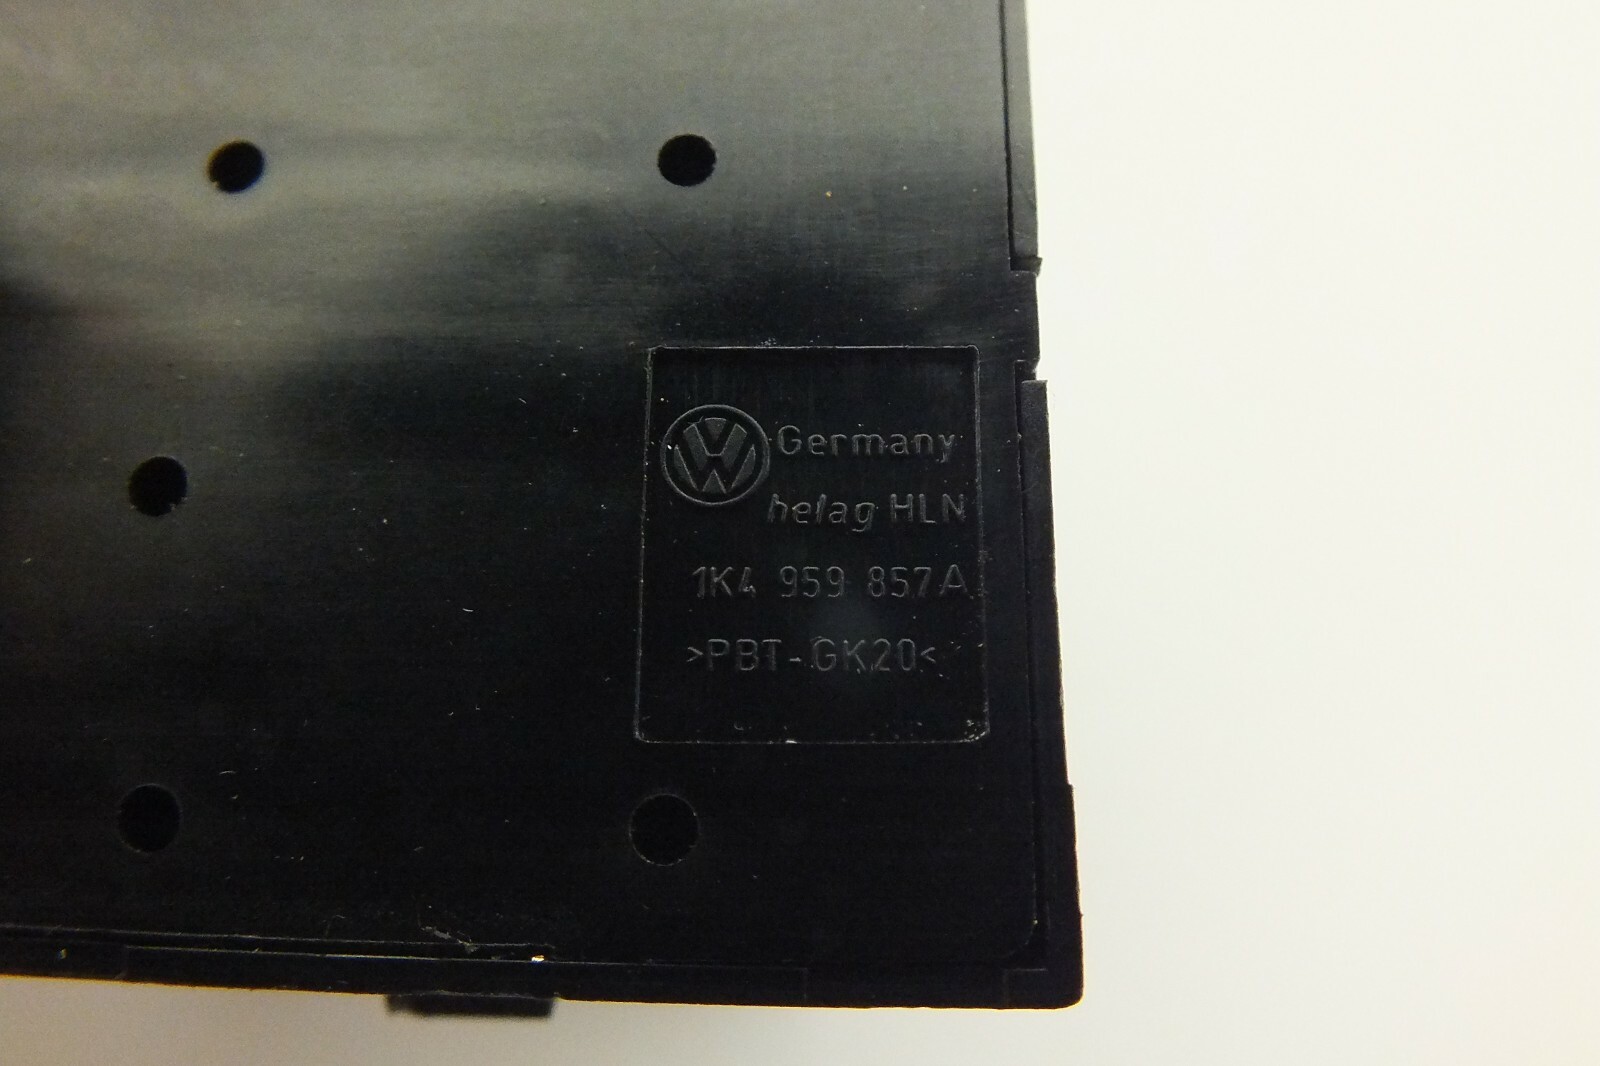 Germany
helag HLN
1K4 959 857A
>PBT-GK20<